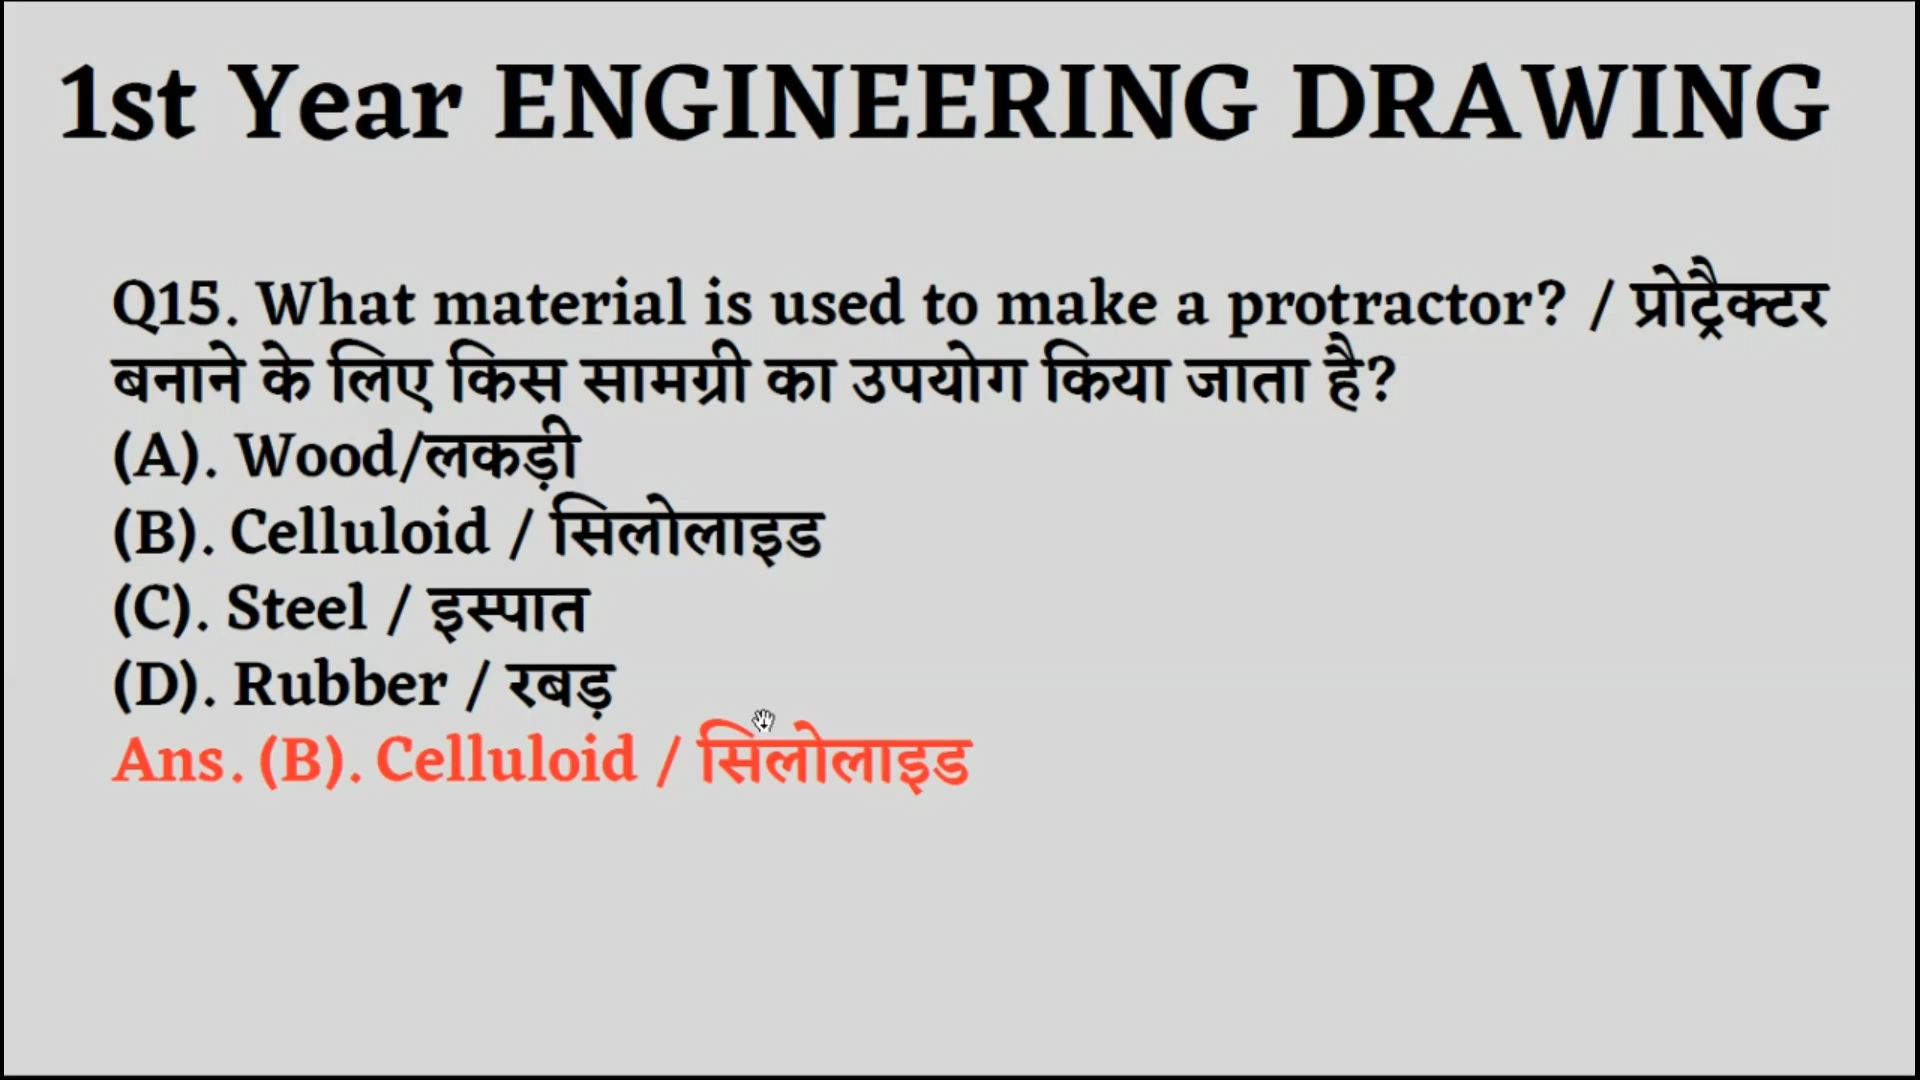 1st Year ENGINEERING DRAWING
Q15. What material is used to make a protractor? / प्रोट्रैक्टर
बनाने के लिए किस सामग्री का उपयोग किया जाता है?
(A). Wood/लकड़ी
(B). Celluloid / सिलोलाइड
(C). Steel / इस्पात
(D). Rubber / रबड़
Ans. (B). Celluloid / सिलोलाइड